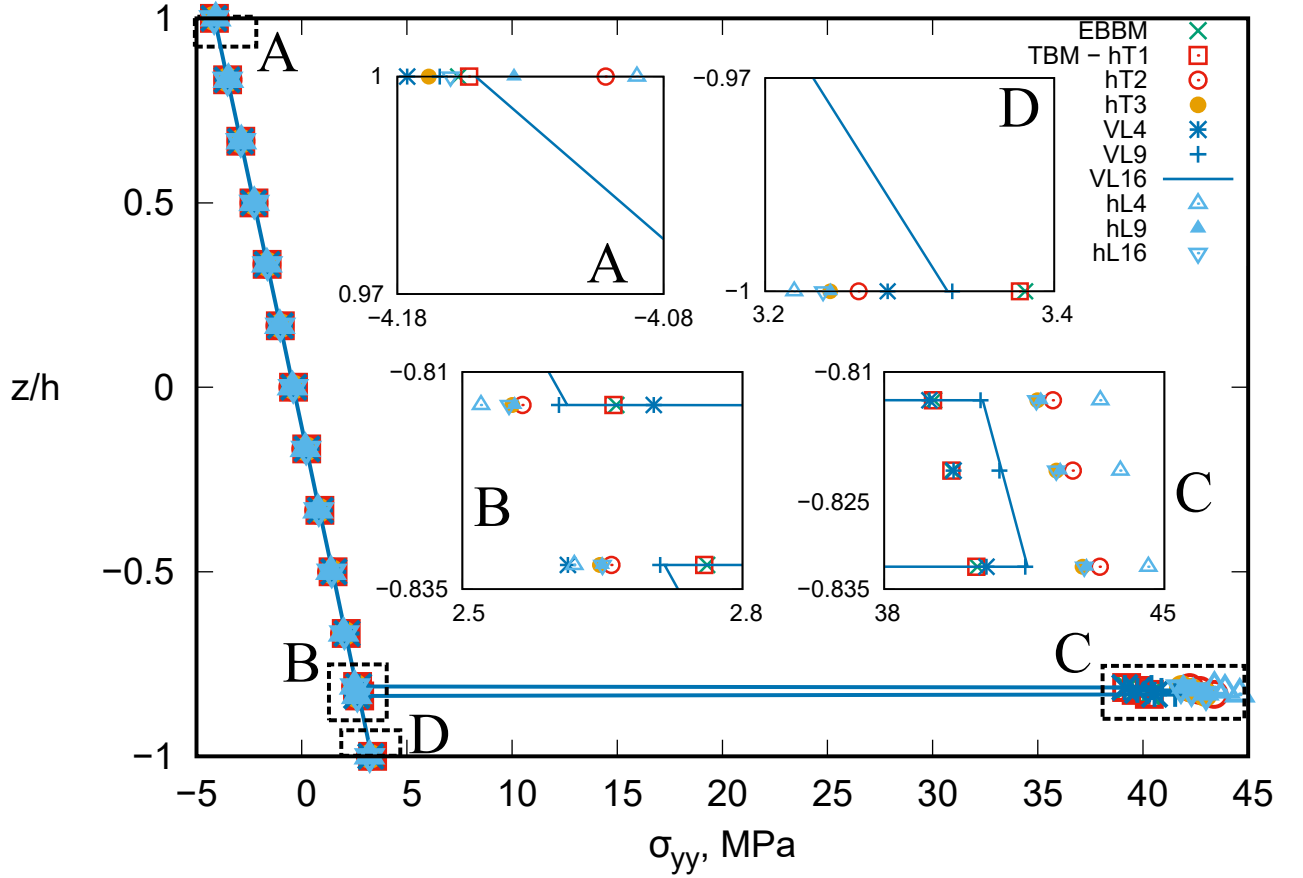 1
0.5
0
−0.5
−1
z/h
−5
0
5
10
15
20
25
30
35
40
45
σyy, MPa
EBBM
TBM − hT1
hT2
hT3
VL4
VL9
VL16
hL4
hL9
hL16
A
B
C
D
1
0.97
−4.18
−4.08
A
−0.97
−1
3.2
3.4
D
−0.81
−0.835
2.5
2.8
B
−0.81
−0.825
−0.835
38
45
C